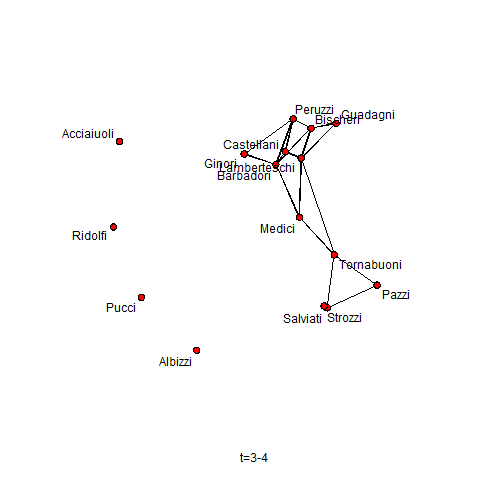 Peruzzi
Guadagni
Bischeri
Acciaiuoli
Castellani
Ginori
Lamberteschi
Barbadori
Medici
Ridolfi
Tornabuoni
Pazzi
Pucci
Salviati
Strozzi
Albizzi
t=3-4